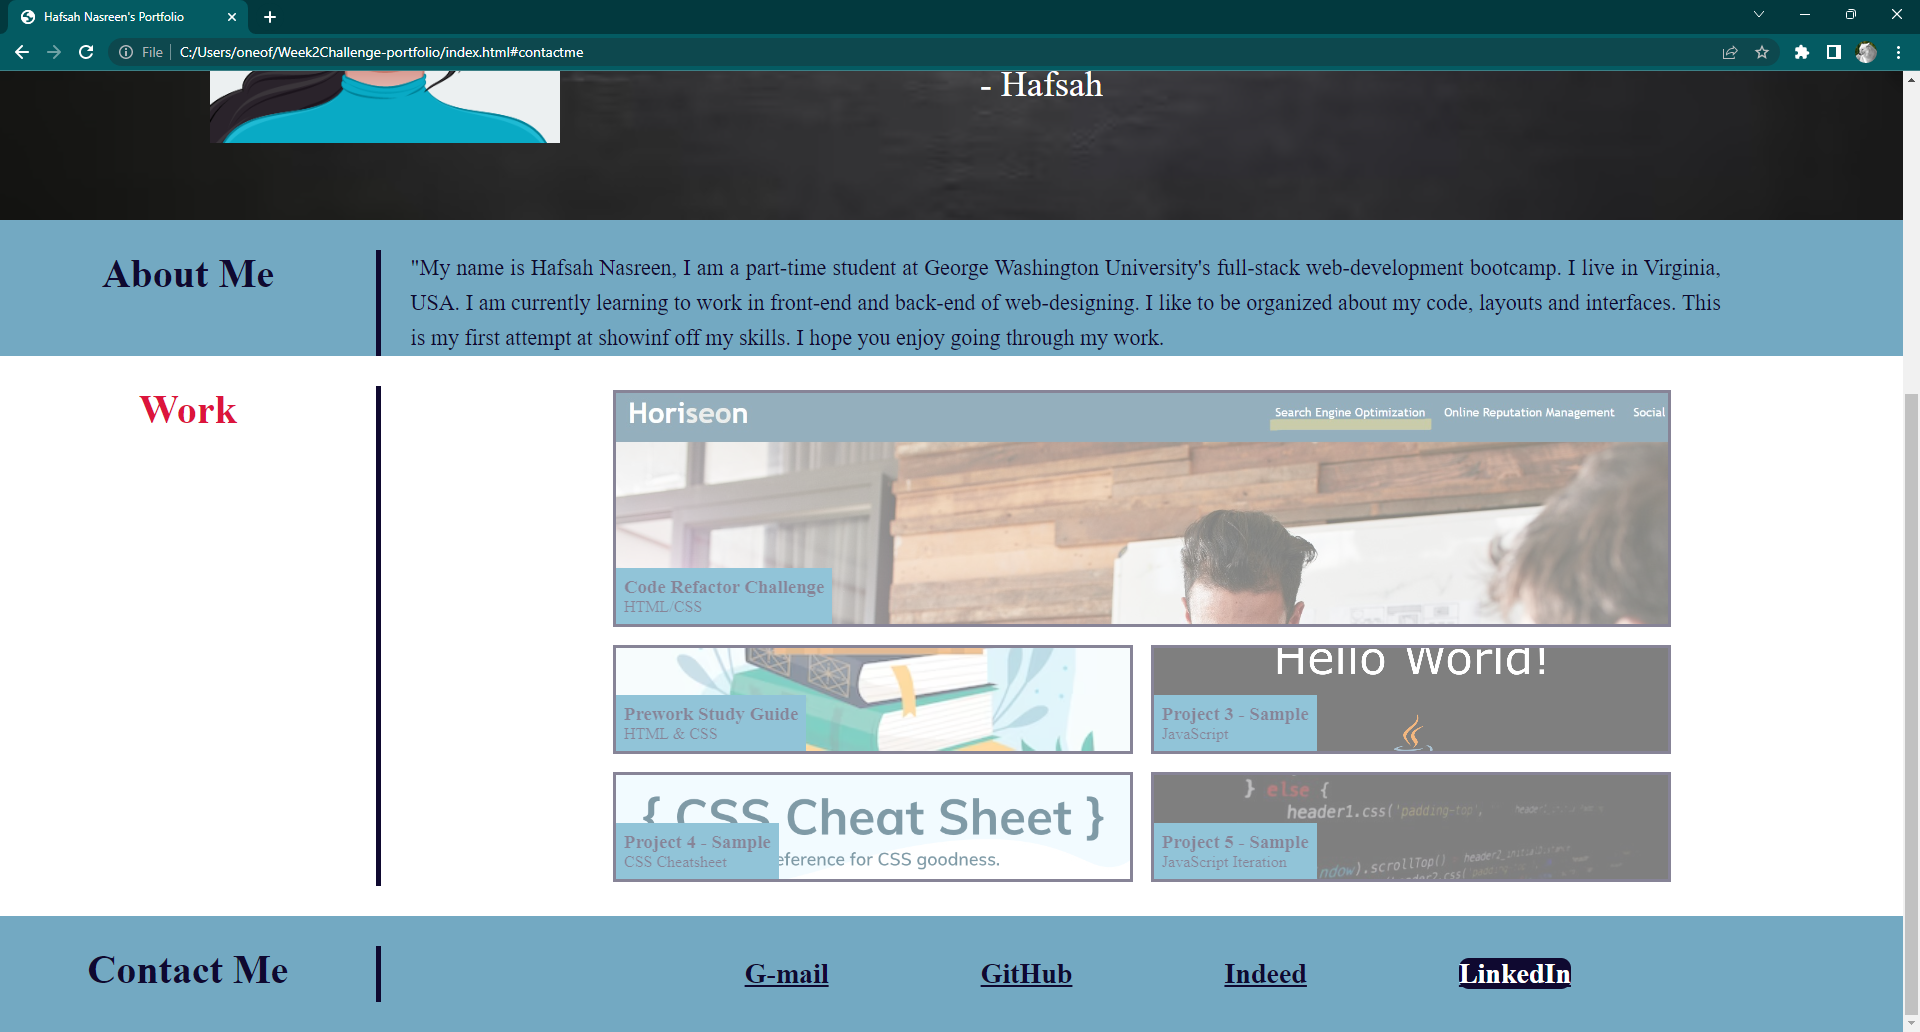 Hafsah Nasreen's Portfolio
File C:/Users/oneof/Week2Challenge-portfolio/index.html#contactme
- Hafsah
About Me
"My name is Hafsah Nasreen, I am a part-time student at George Washington University's full-stack web-development bootcamp. I live in Virginia,
USA. I am currently learning to work in front-end and back-end of web-designing. I like to be organized about my code, layouts and interfaces. This
is my first attempt at showinf off my skills. I hope you enjoy going through my work.
Work
Horiseon
Search Engine Optimization Online Reputation Management Social
Code Refactor Challenge
HTML/CSS
Prework Study Guide
HTML & CSS
Hello World!
Project 3 - Sample
JavaScript
{ CSS Cheat Sheet }
eference for CSS goodness.
Project 4 - Sample
CSS Cheatsheet
} else {
header1.css('padding-top',
ndow).scrollTop()
Project 5 - Sample
JavaScript Iteration
Contact Me
G-mail
GitHub
Indeed
LinkedIn